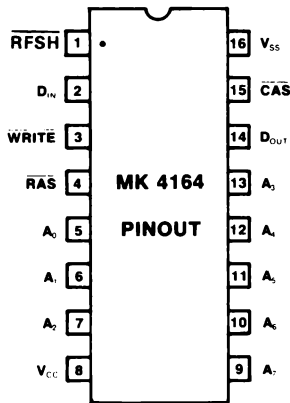 RFSH 1 16 VSS
DIN 2 15 CAS
WRITE 3 14 DOUT
RAS 4 MK 4164 13 A3
A0 5 PINOUT 12 A4
A1 6 11 A5
A2 7 10 A6
VCC 8 9 A7